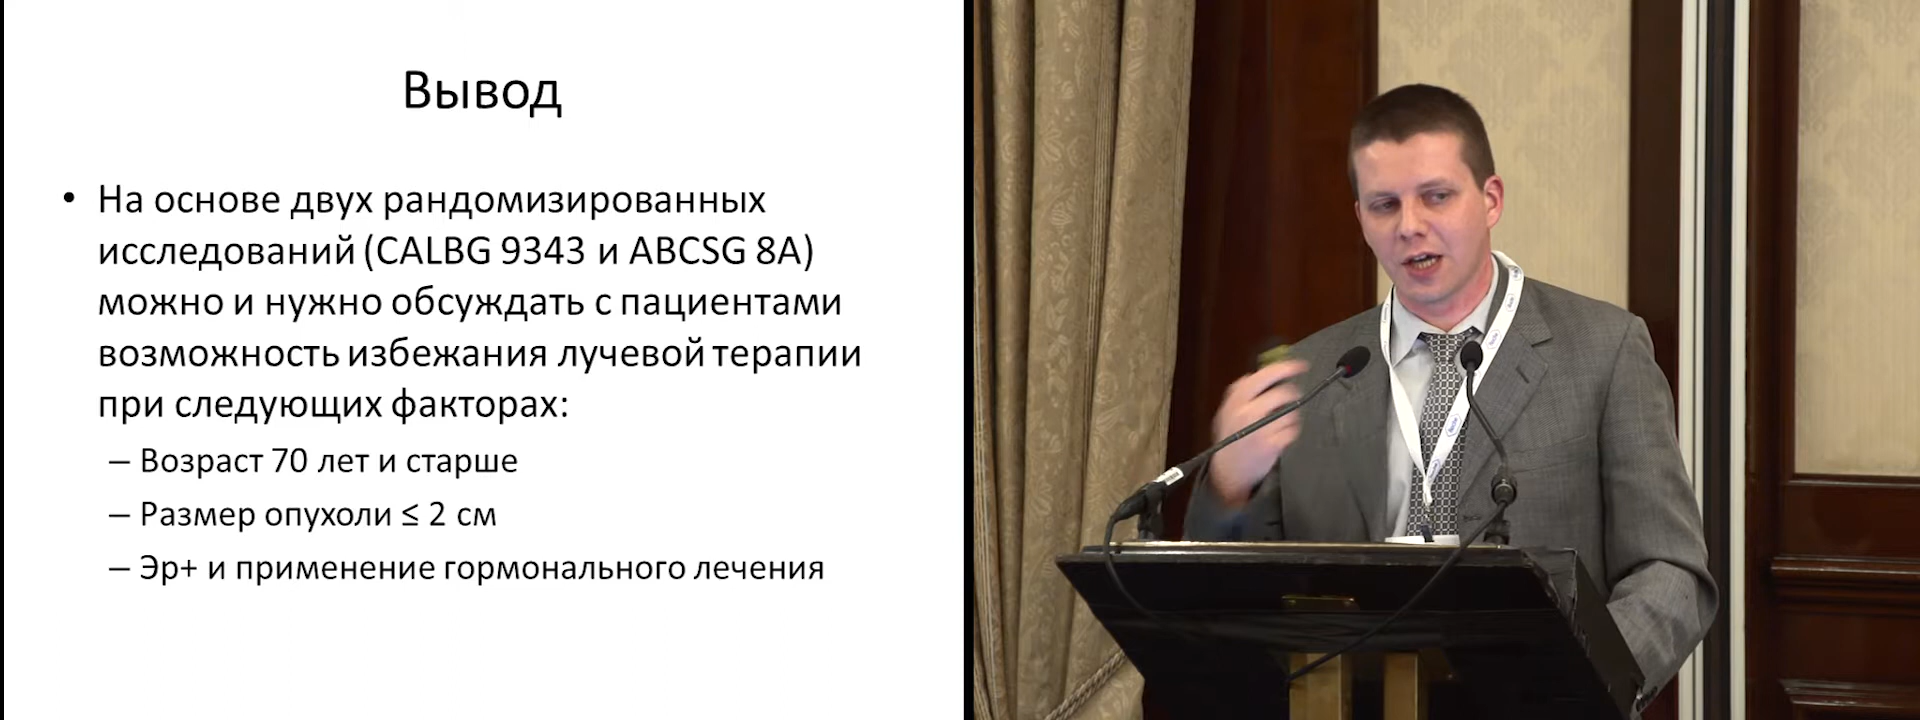 Вывод
• На основе двух рандомизированных
исследований (CALBG 9343 и ABCSG 8A)
можно и нужно обсуждать с пациентами
возможность избежания лучевой терапии
при следующих факторах:
– Возраст 70 лет и старше
– Размер опухоли ≤ 2 см
– Эр+ и применение гормонального лечения